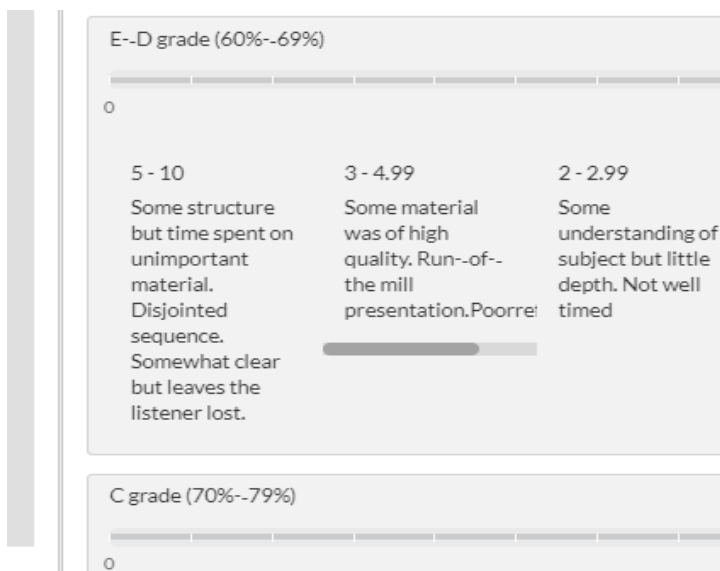 E-‐D grade (60%-‐69%)
0
5 - 10
Some structure
but time spent on
unimportant
material.
Disjointed
sequence.
Somewhat clear
but leaves the
listener lost.
3 - 4.99
Some material
was of high
quality. Run-‐of-‐
the mill
presentation.Poorref
2 - 2.99
Some
understanding of
subject but little
depth. Not well
timed
C grade (70%-‐79%)
0